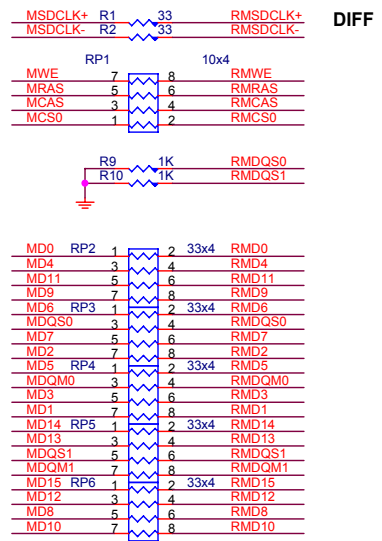 MSDCLK+ R1 33 RMSDCLK+ DIFF
MSDCLK- R2 33 RMSDCLK-
RP1 10x4
MWE 7 8 RMWE
MRAS 5 6 RMRAS
MCAS 3 4 RMCAS
MCS0 1 2 RMCS0
R9 1K RMDQS0
R10 1K RMDQS1
MD0 RP2 1 2 33x4 RMD0
MD4 3 4 RMD4
MD11 5 6 RMD11
MD9 7 8 RMD9
MD6 RP3 1 2 33x4 RMD6
MDQS0 3 4 RMDQS0
MD7 5 6 RMD7
MD2 7 8 RMD2
MD5 RP4 1 2 33x4 RMD5
MDQM0 3 4 RMDQM0
MD3 5 6 RMD3
MD1 7 8 RMD1
MD14 RP5 1 2 33x4 RMD14
MD13 3 4 RMD13
MDQS1 5 6 RMDQS1
MDQM1 7 8 RMDQM1
MD15 RP6 1 2 33x4 RMD15
MD12 3 4 RMD12
MD8 5 6 RMD8
MD10 7 8 RMD10